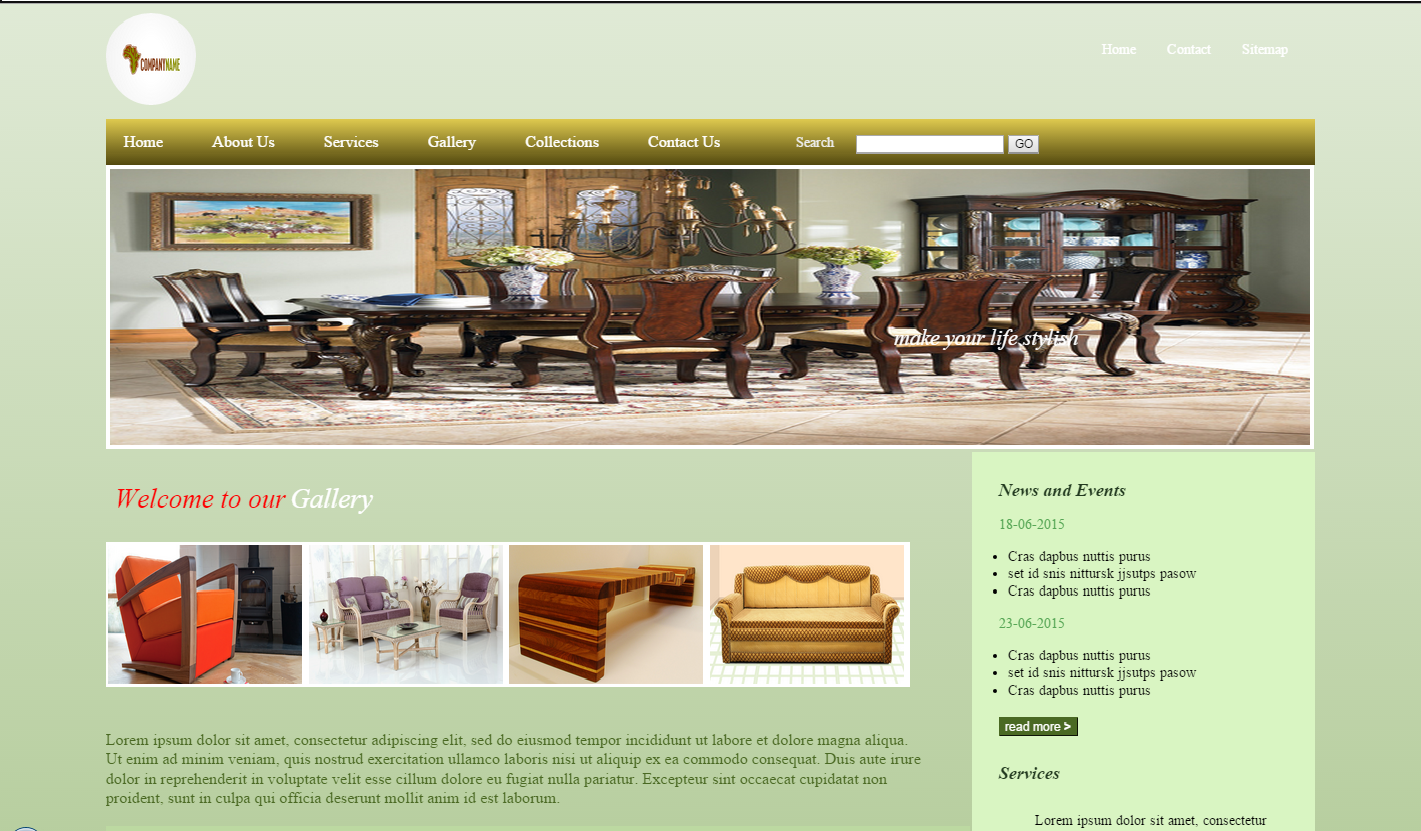 COMPANYNAME
Home Contact Sitemap
Home About Us Services Gallery Collections Contact Us Search GO
make your life stylish
Welcome to our Gallery
Lorem ipsum dolor sit amet, consectetur adipiscing elit, sed do eiusmod tempor incididunt ut labore et dolore magna aliqua.
Ut enim ad minim veniam, quis nostrud exercitation ullamco laboris nisi ut aliquip ex ea commodo consequat. Duis aute irure
dolor in reprehenderit in voluptate velit esse cillum dolore eu fugiat nulla pariatur. Excepteur sint occaecat cupidatat non
proident, sunt in culpa qui officia deserunt mollit anim id est laborum.
News and Events
18-06-2015
Cras dapbus nuttis purus
set id snis nittursk jjsutps pasow
Cras dapbus nuttis purus
23-06-2015
Cras dapbus nuttis purus
set id snis nittursk jjsutps pasow
Cras dapbus nuttis purus
read more >
Services
Lorem ipsum dolor sit amet, consectetur